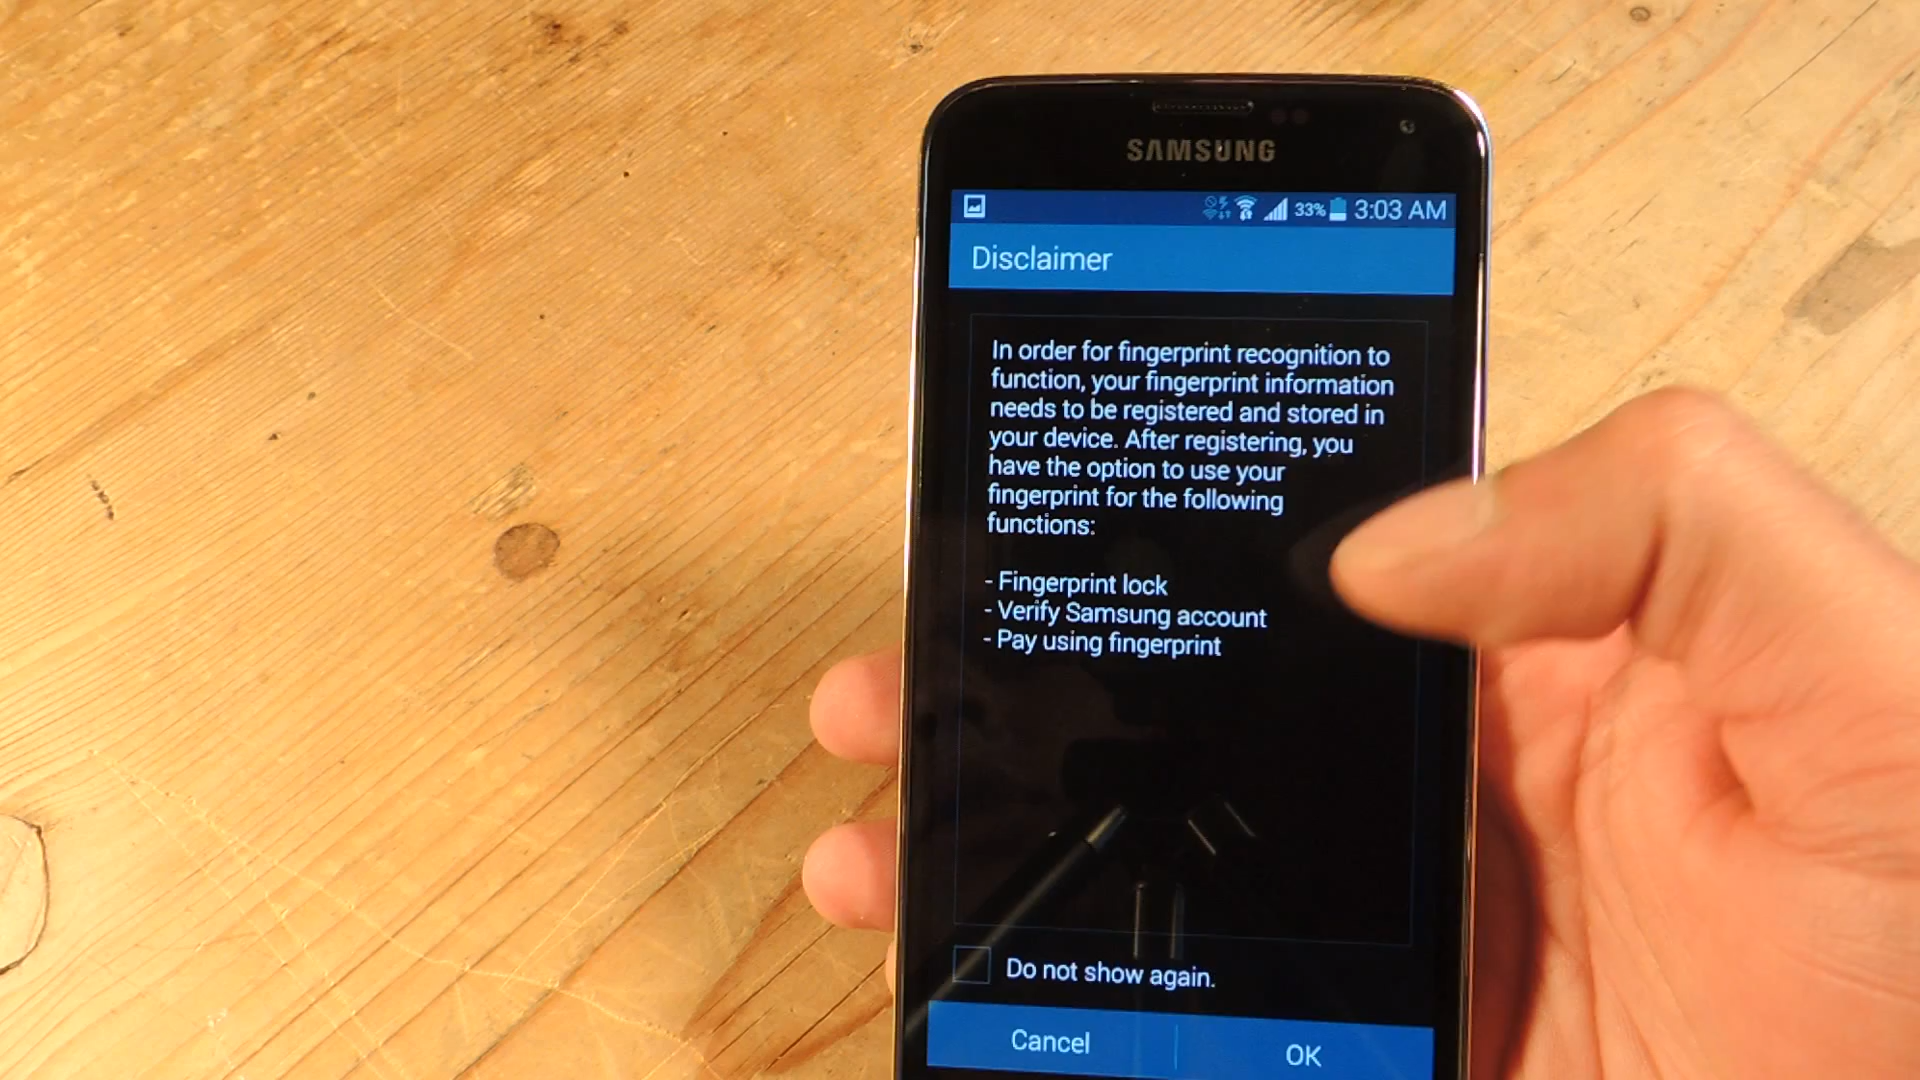 SAMSUNG
33% 3:03 AM
Disclaimer
In order for fingerprint recognition to
function, your fingerprint information
needs to be registered and stored in
your device. After registering, you
have the option to use your
fingerprint for the following
functions:
- Fingerprint lock
- Verify Samsung account
- Pay using fingerprint
Do not show again.
Cancel OK